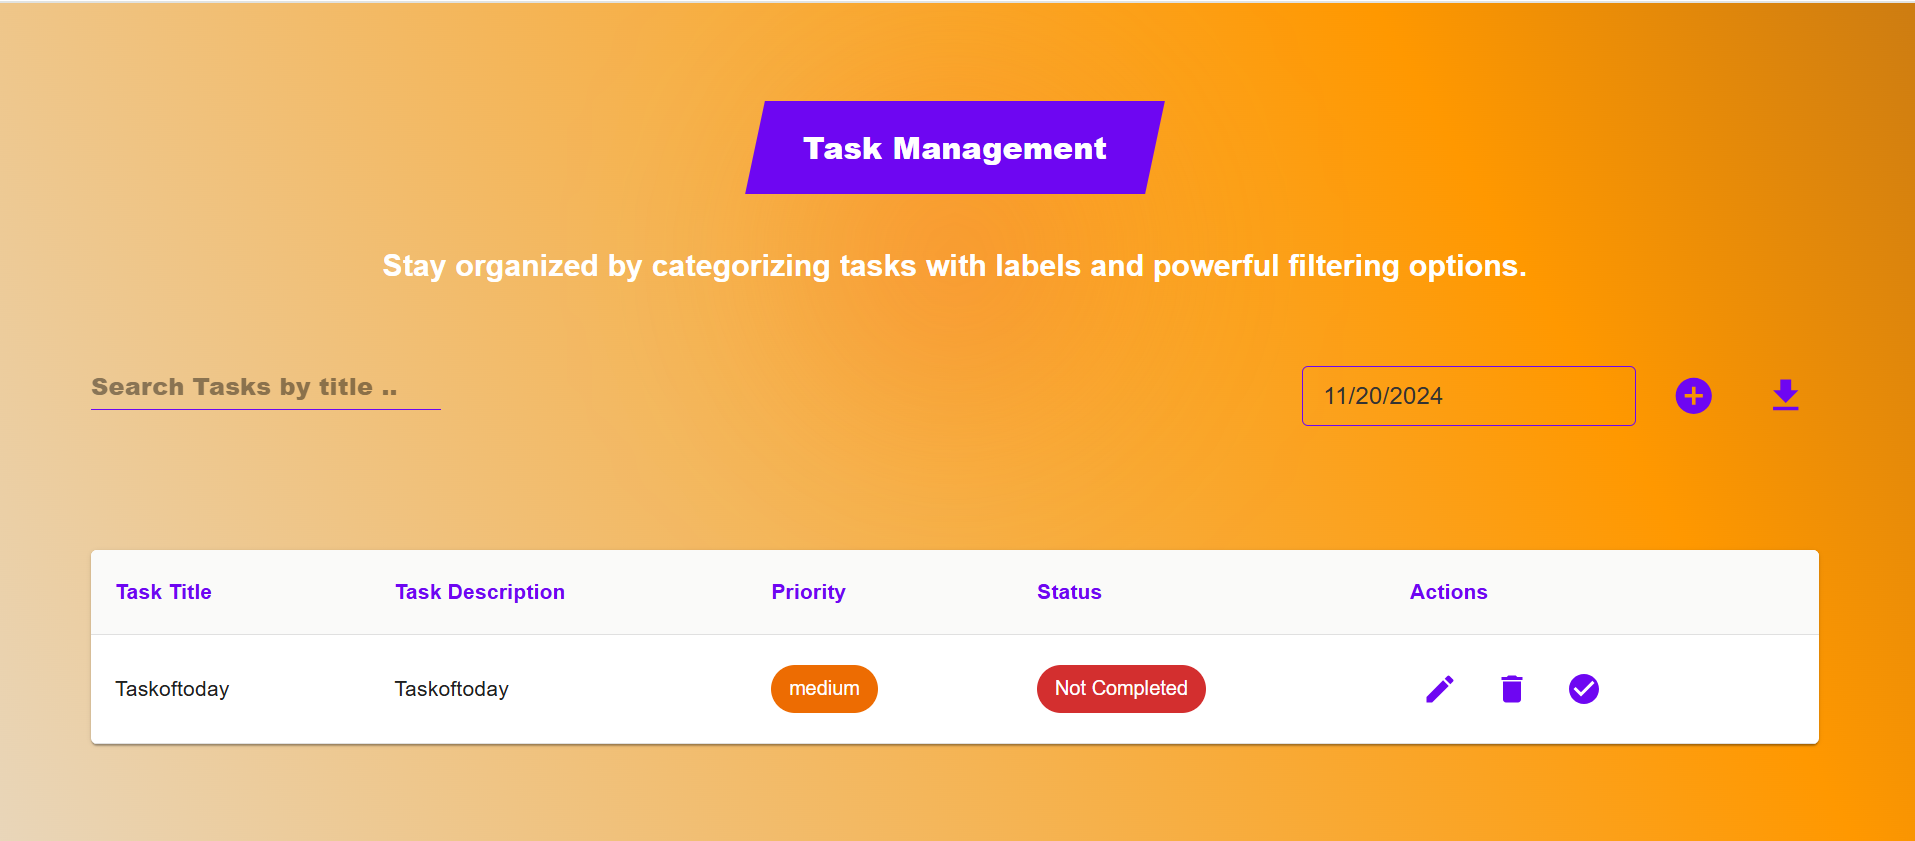 Task Management
Stay organized by categorizing tasks with labels and powerful filtering options.
Search Tasks by title ..
11/20/2024
Task Title Task Description Priority Status Actions
Taskoftoday Taskoftoday medium Not Completed